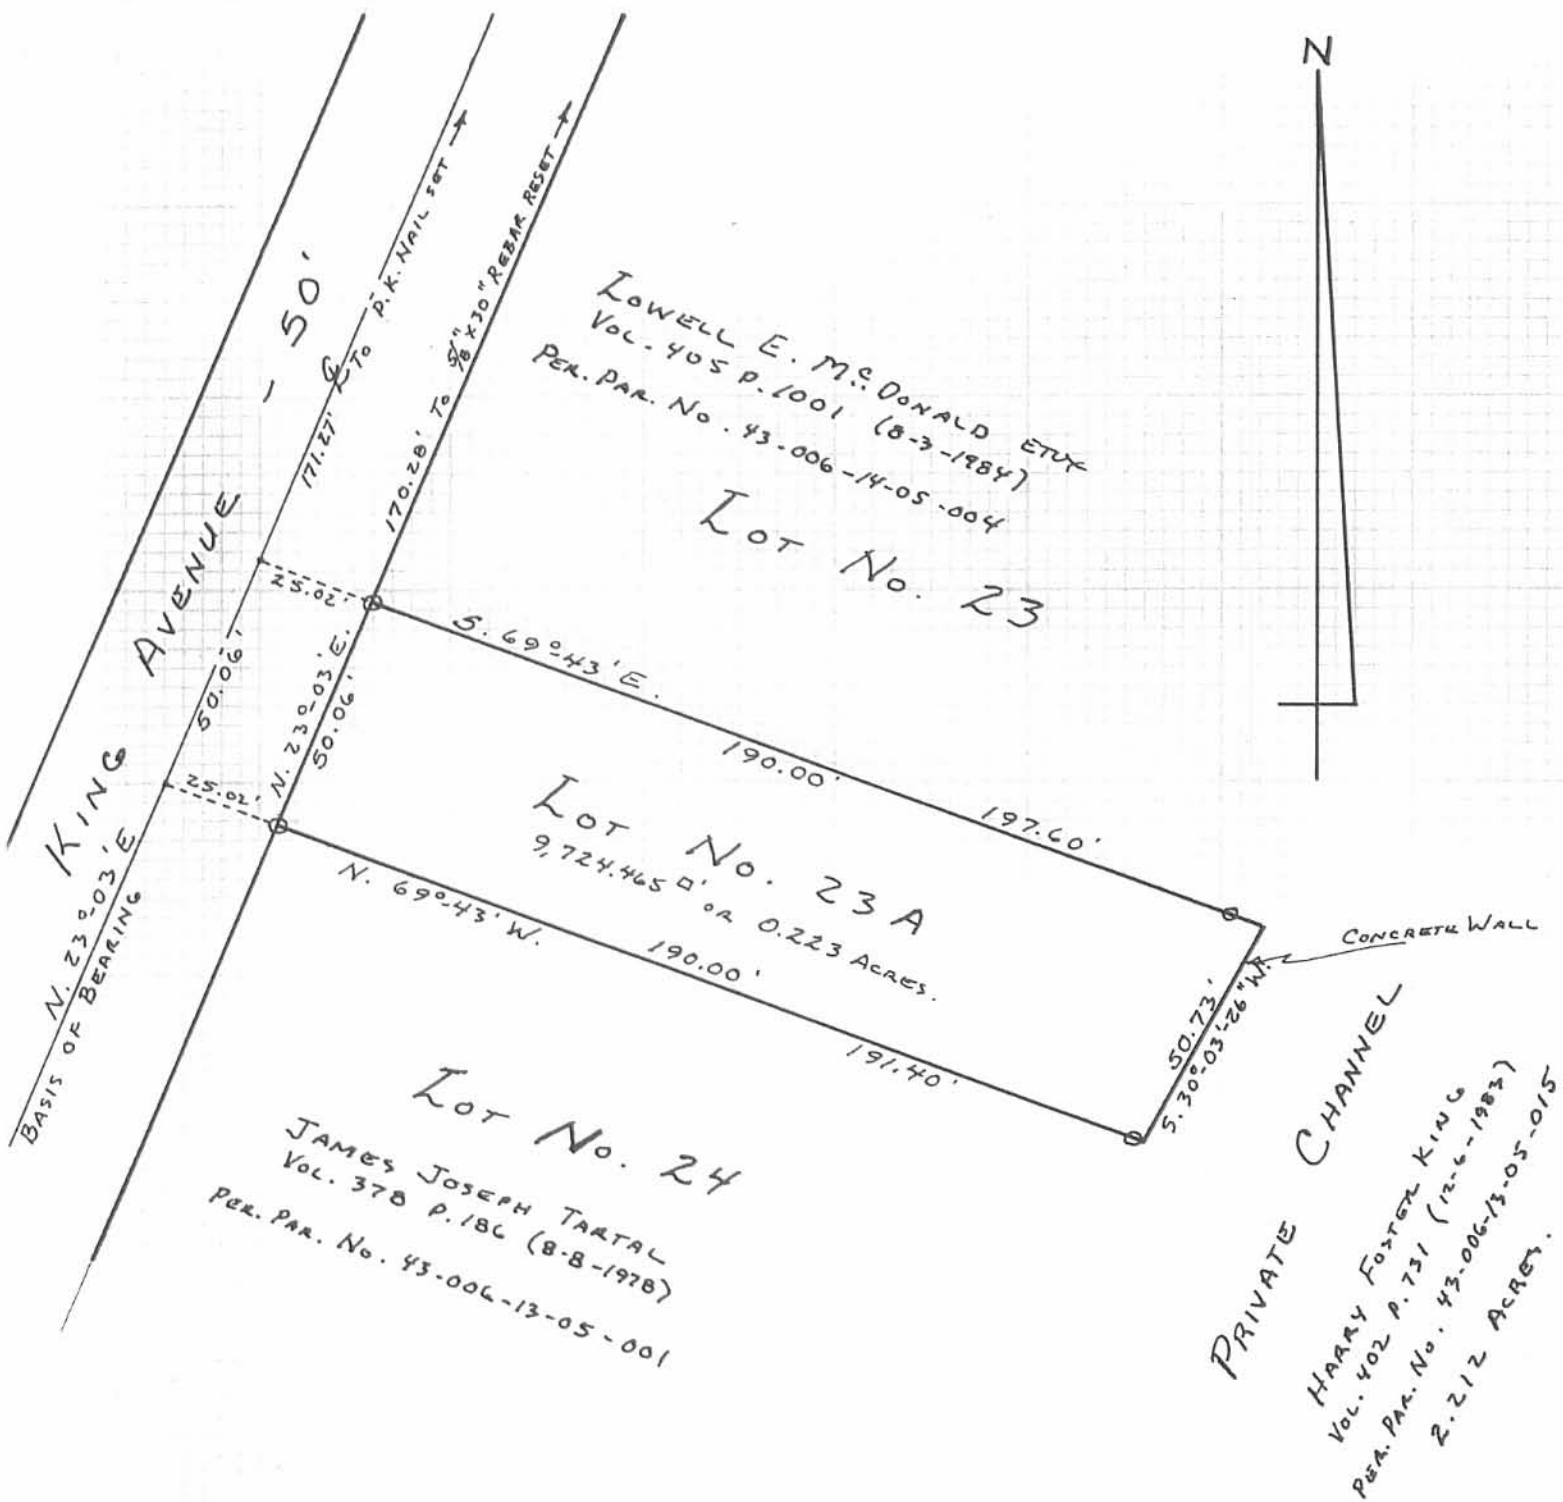 N
KING AVENUE - 50'
171.27' ℄ TO P.K. NAIL SET →
170.28' TO 5/8" X 30" REBAR RESET →
LOWELL E. McDONALD ETUX
VOL. 405 P. 1001 (8-3-1984)
PER. PAR. NO. 43-006-14-05-004
LOT NO. 23
25.02'
50.06'
25.02'
N. 23°-03' E.
50.06'
N. 23°-03' E
BASIS OF BEARING
S. 69°-43' E.
190.00'
197.60'
LOT NO. 23A
9,724.465 □' OR 0.223 ACRES.
N. 69°-43' W.
190.00'
191.40'
CONCRETE WALL
50.73'
S. 30°-03'-26" W.
LOT NO. 24
JAMES JOSEPH TARTAL
VOL. 378 P. 186 (8-8-1978)
PER. PAR. NO. 43-006-13-05-001
PRIVATE CHANNEL
HARRY FOSTER KING
VOL. 402 P. 731 (12-6-1983)
PER. PAR. NO. 43-006-13-05-015
2.212 ACRES.